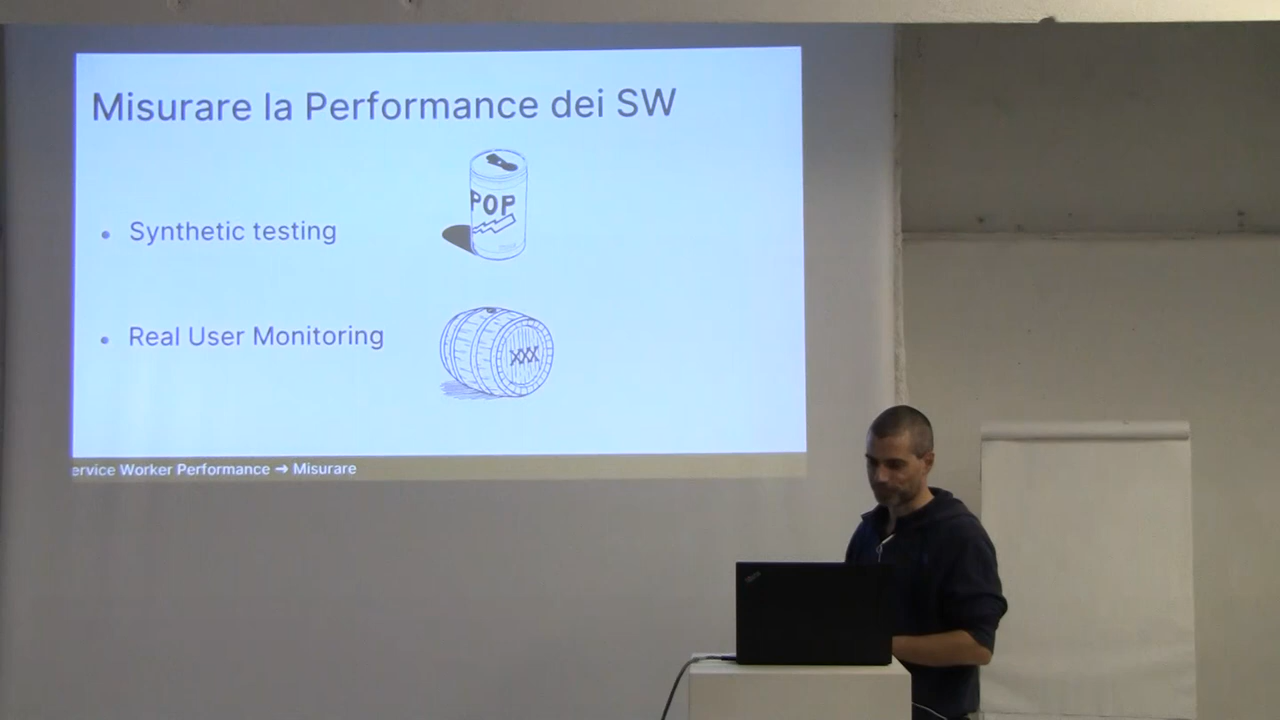 Misurare la Performance dei SW
• Synthetic testing
POP
• Real User Monitoring
XXX
ervice Worker Performance → Misurare